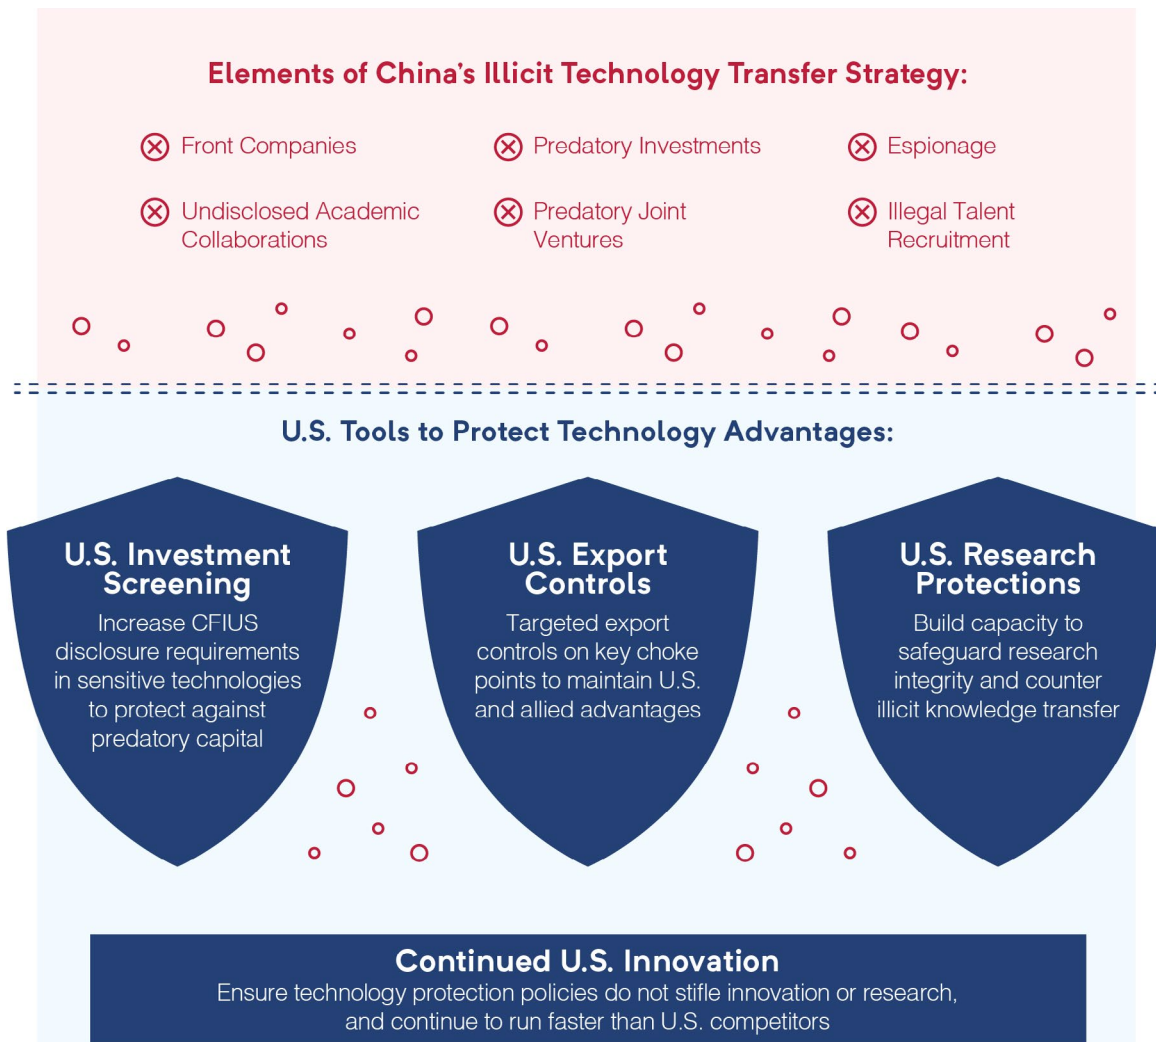 Elements of China's Illicit Technology Transfer Strategy:
Front Companies
Predatory Investments
Espionage
Undisclosed Academic
Collaborations
Predatory Joint
Ventures
Illegal Talent
Recruitment
U.S. Tools to Protect Technology Advantages:
U.S. Investment
Screening
Increase CFIUS
disclosure requirements
in sensitive technologies
to protect against
predatory capital
U.S. Export
Controls
Targeted export
controls on key choke
points to maintain U.S.
and allied advantages
U.S. Research
Protections
Build capacity to
safeguard research
integrity and counter
illicit knowledge transfer
Continued U.S. Innovation
Ensure technology protection policies do not stifle innovation or research,
and continue to run faster than U.S. competitors